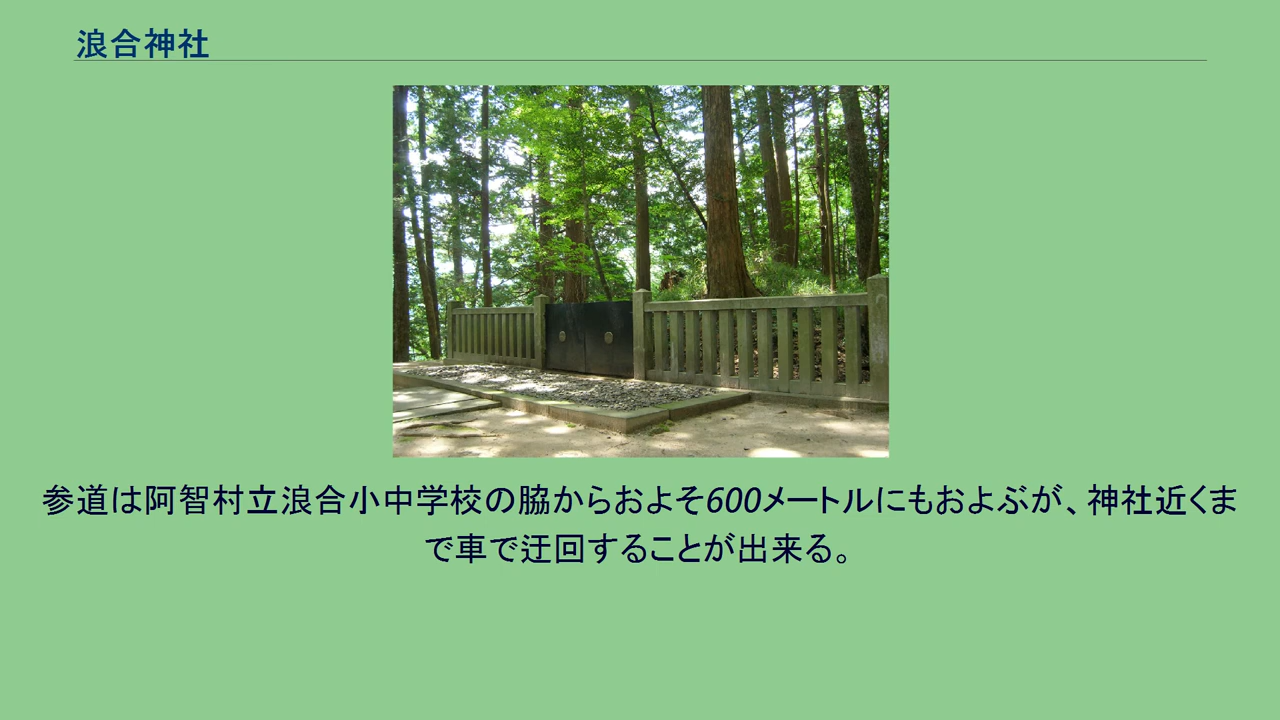 浪合神社
参道は阿智村立浪合小中学校の脇からおよそ600メートルにもおよぶが、神社近くま
で車で迂回することが出来る。